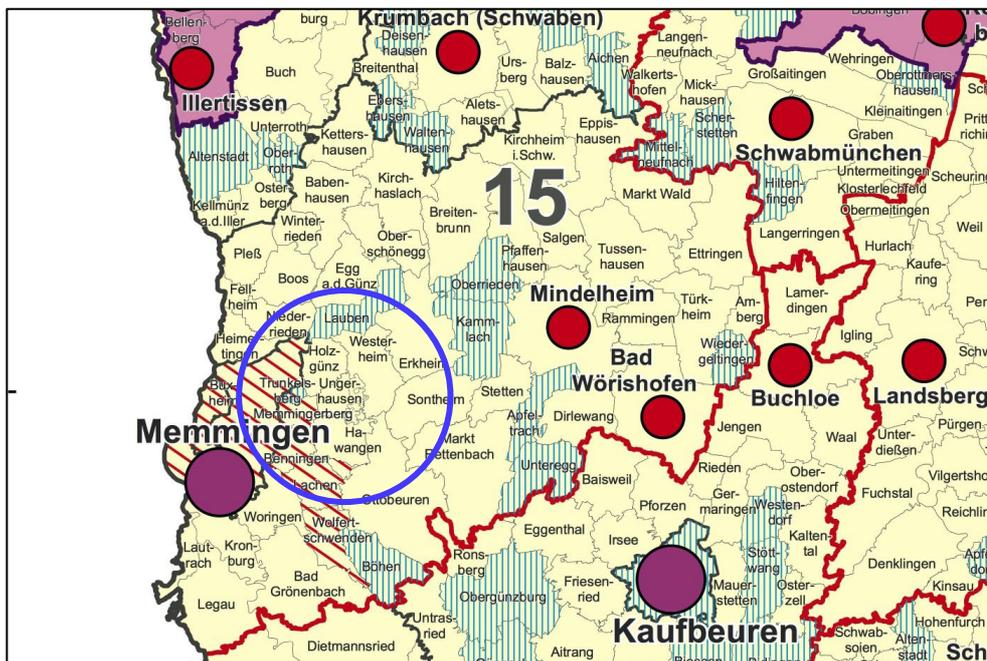 Bellen-
berg
burg
Krumbach (Schwaben)
Deisen-
hausen
Breitenthal
Buch
Illertissen
Urs-
berg
Balz-
hausen
Aichen
Langen-
neufnach
Walkerts-
hofen
Mick-
hausen
Bobingen
Wehringen
Großaitingen
Oberottmars-
hausen
Kleinaitingen
Graben
Schwabmünchen
Untermeitingen
Klosterlechfeld
Obermeitingen
Scheuring
Unterroth
Altenstadt
Ober-
roth
Oster-
berg
Kellmünz
a.d.Iller
Ketters-
hausen
Ebers-
hausen
Walten-
hausen
Alets-
hausen
Kirchheim
i.Schw.
Eppis-
hausen
Scher-
stetten
Mittel-
neufnach
Markt Wald
Hilten-
fingen
Langerringen
Hurlach
Weil
Kaufe-
ring
Baben-
hausen
Kirch-
haslach
Winter-
rieden
Breiten-
brunn
15
Salgen
Pfaffen-
hausen
Tussen-
hausen
Ettringen
Pleß
Boos
Ober-
schönegg
Egg
a.d.Günz
Oberrieden
Fell-
heim
Nieder-
rieden
Heimer-
tingen
Lauben
Mindelheim
Rammingen
Türk-
heim
Am-
berg
Lamer-
dingen
Igling
Kamm-
lach
Wester-
heim
Holz-
günz
Erkheim
Bux-
heim
Trunkels-
berg
Unger-
hausen
Memmingerberg
Sontheim
Stetten
Bad
Wörishofen
Wieder-
geltingen
Buchloe
Landsberg
Memmingen
Ha-
wangen
Benningen
Lachen
Markt
Rettenbach
Apfel-
trach
Dirlewang
Unteregg
Jengen
Waal
Pürgen
Unter-
dießen
Ottobeuren
Woringen
Wolfert-
schwenden
Baisweil
Rieden
Ober-
ostendorf
Fuchstal
Vilgertsho
Pforzen
Ger-
maringen
Westen-
dorf
Reichlin
Eggenthal
Irsee
Kalten-
tal
Laut-
rach
Kron-
burg
Bad
Grönenbach
Böhen
Rons-
berg
Obergünzburg
Friesen-
ried
Stött-
wang
Denklingen
Mauer-
stetten
Oster-
zell
Kinsau
Legau
Untras-
ried
Kaufbeuren
Dietmannsried
Aitrang
Schwab-
soien
Alten-
stadt
Hohenfurch